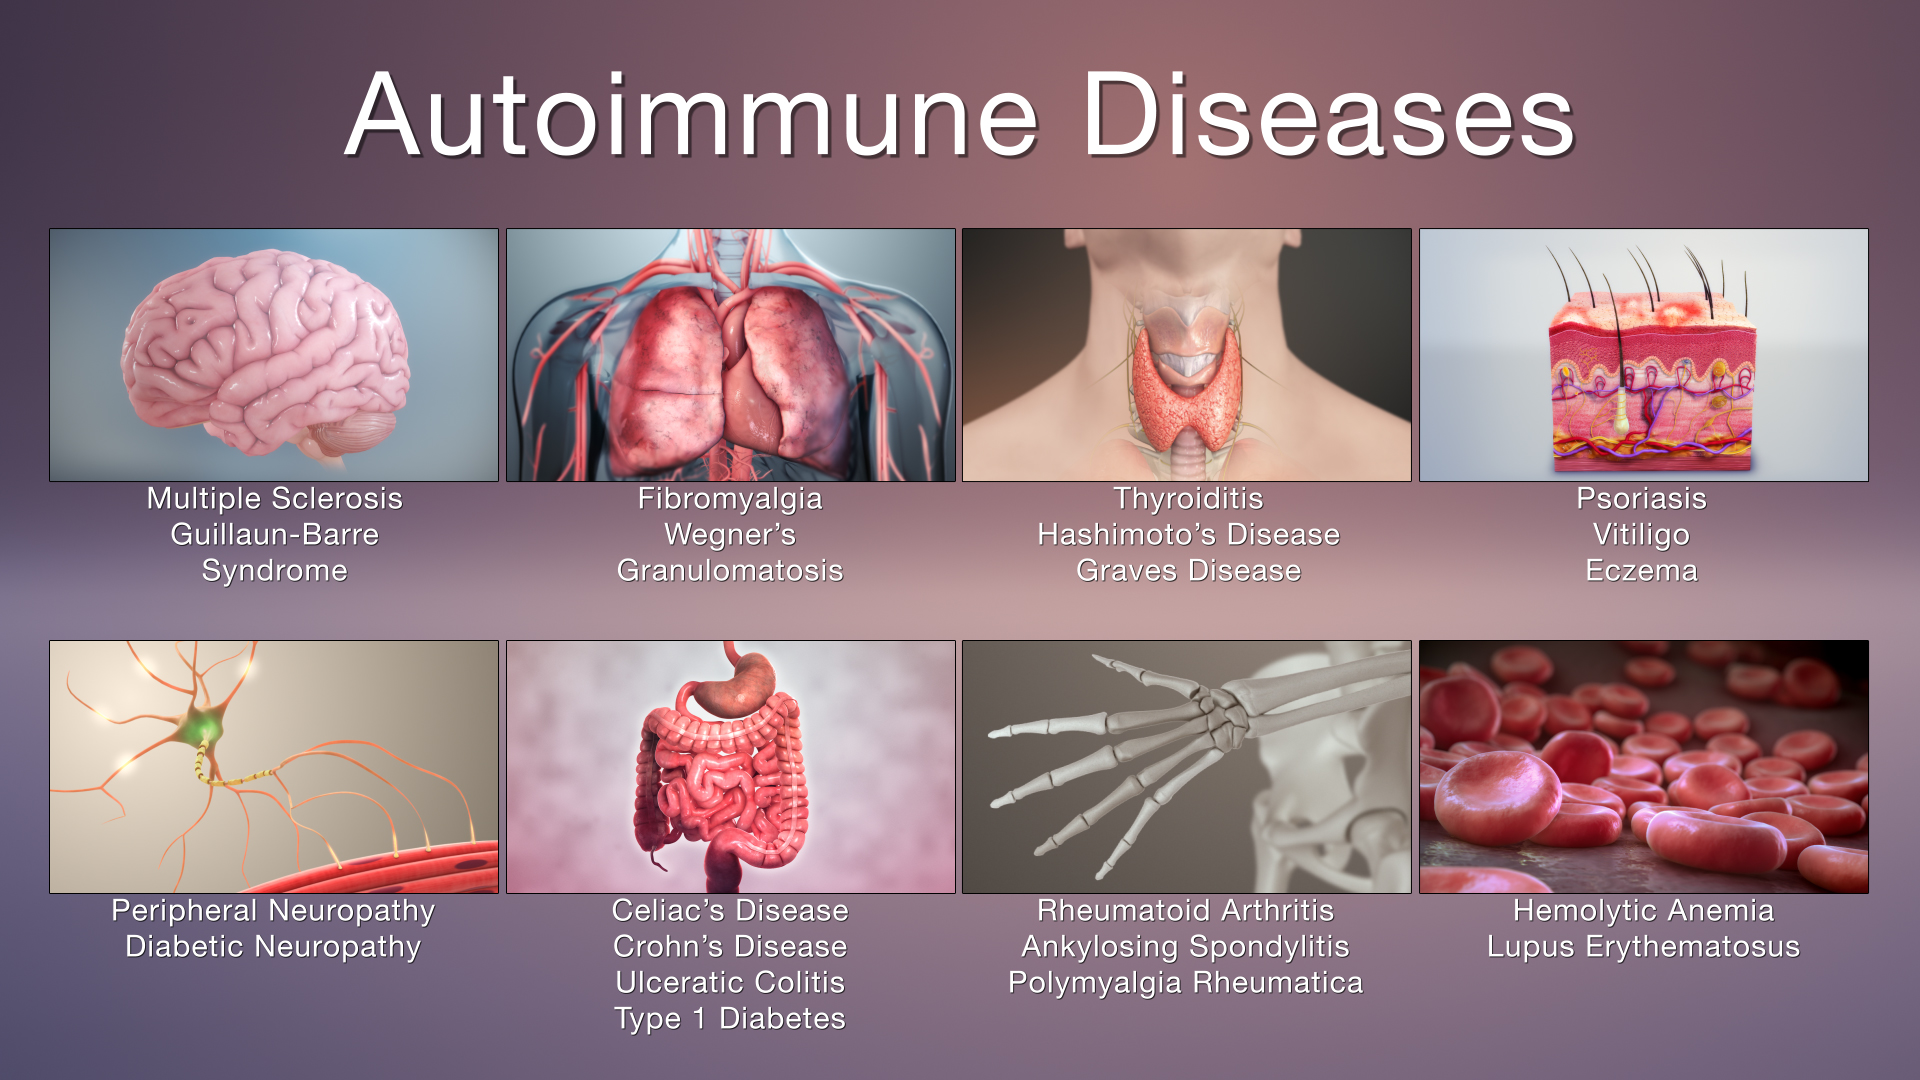 Autoimmune Diseases
Multiple Sclerosis
Guillaun-Barre
Syndrome
Fibromyalgia
Wegner’s
Granulomatosis
Thyroiditis
Hashimoto’s Disease
Graves Disease
Psoriasis
Vitiligo
Eczema
Peripheral Neuropathy
Diabetic Neuropathy
Celiac’s Disease
Crohn’s Disease
Ulceratic Colitis
Type 1 Diabetes
Rheumatoid Arthritis
Ankylosing Spondylitis
Polymyalgia Rheumatica
Hemolytic Anemia
Lupus Erythematosus